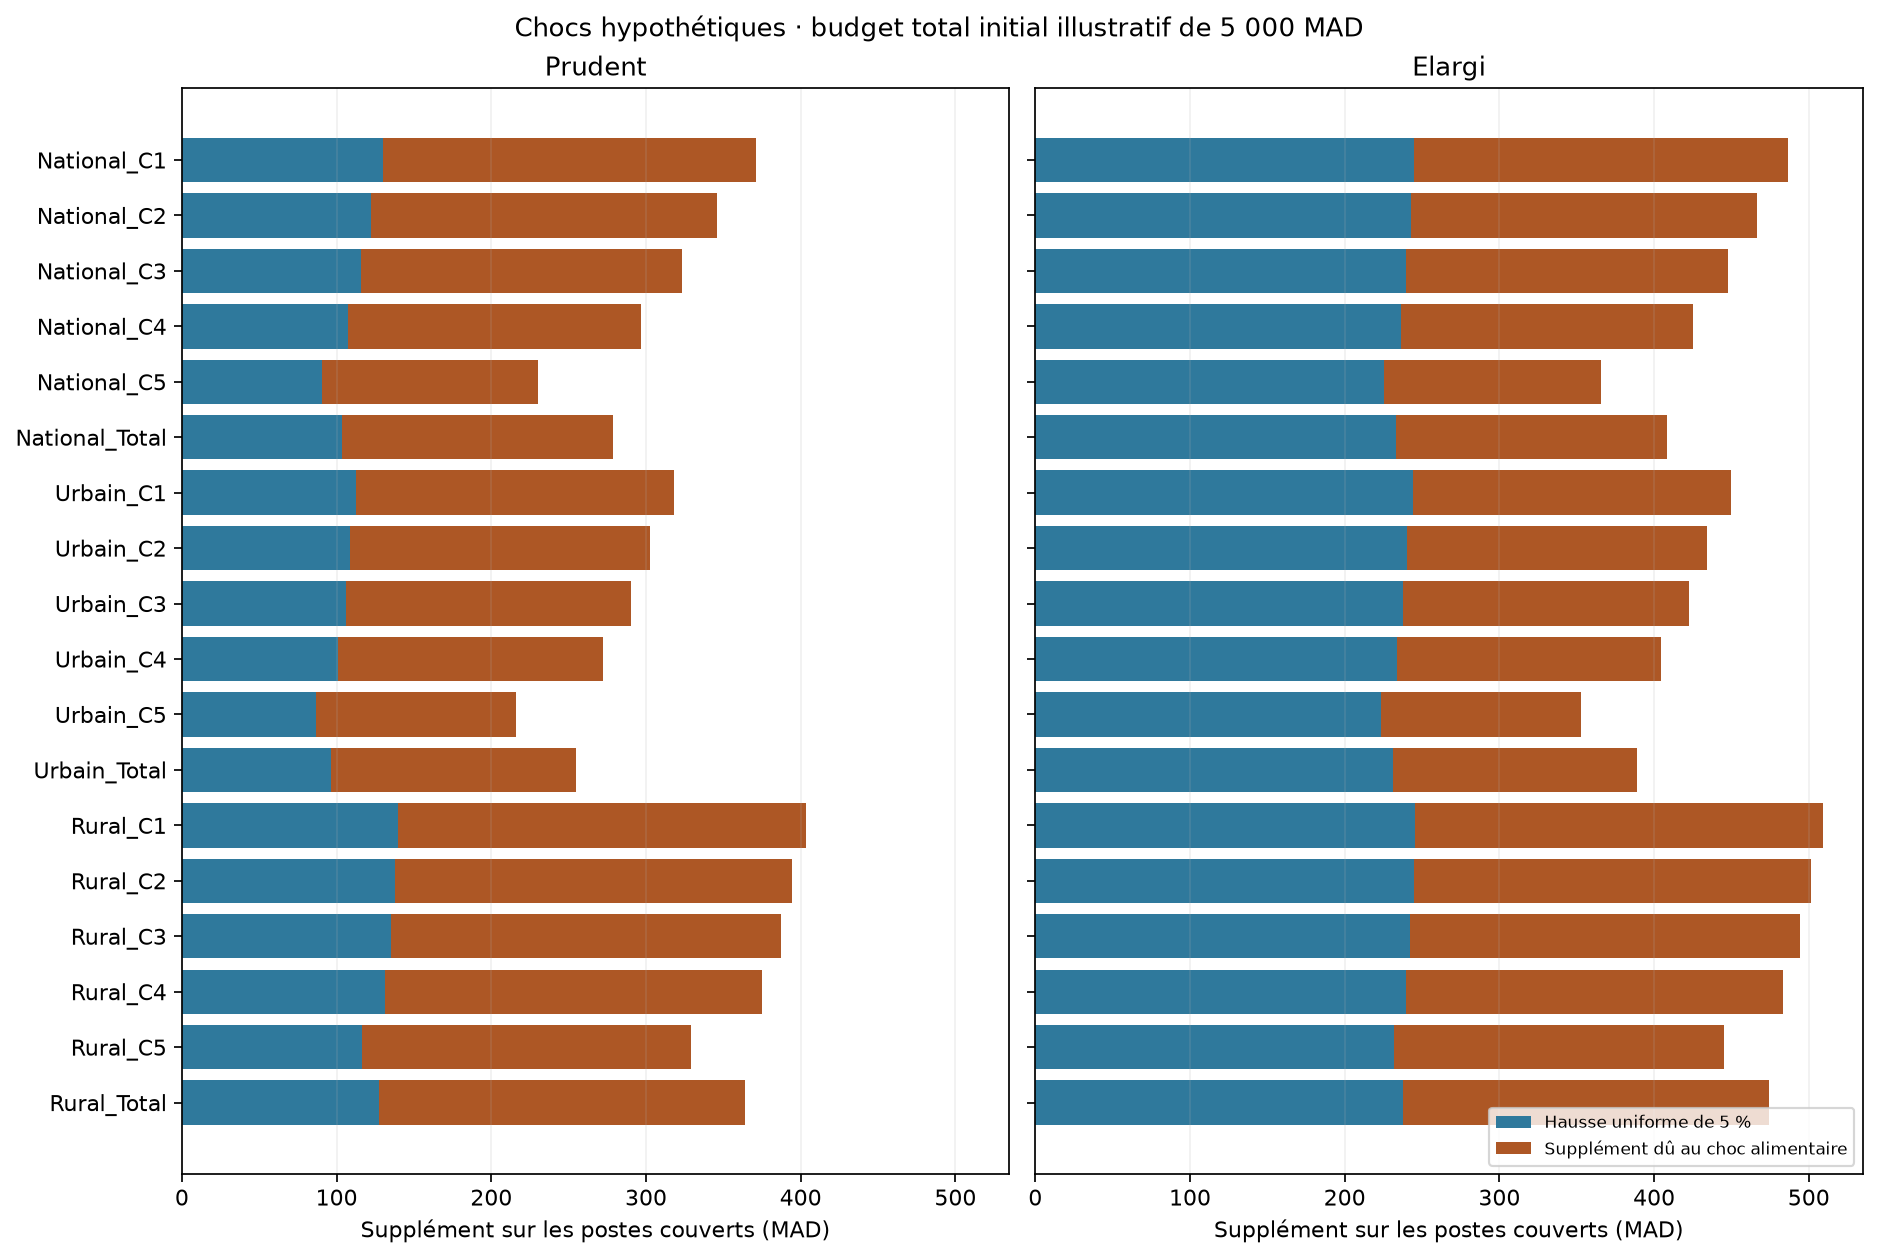 Chocs hypothétiques · budget total initial illustratif de 5 000 MAD
Prudent
Elargi
National_C1
National_C2
National_C3
National_C4
National_C5
National_Total
Urbain_C1
Urbain_C2
Urbain_C3
Urbain_C4
Urbain_C5
Urbain_Total
Rural_C1
Rural_C2
Rural_C3
Rural_C4
Rural_C5
Rural_Total
Hausse uniforme de 5 %
Supplément dû au choc alimentaire
0 100 200 300 400 500
0 100 200 300 400 500
Supplément sur les postes couverts (MAD)
Supplément sur les postes couverts (MAD)